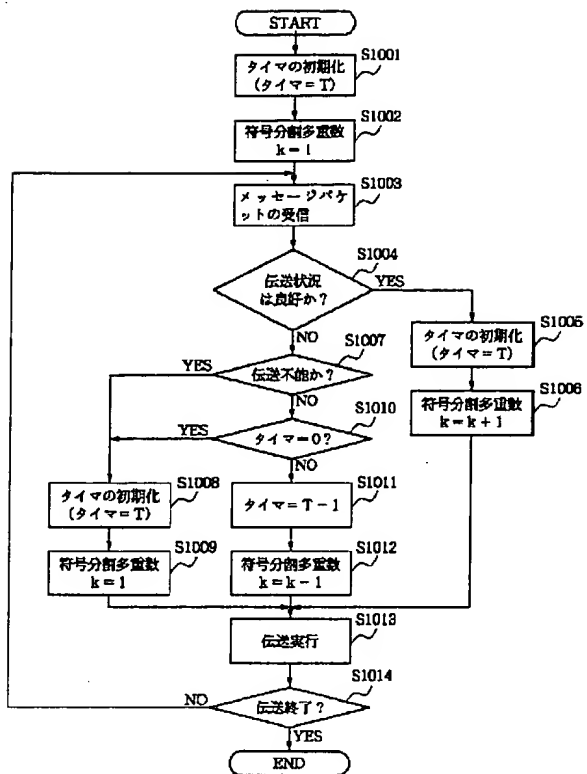 START
S1001
タイマの初期化
(タイマ=T)
S1002
符号分割多重数
k=1
S1003
メッセージパケ
ットの受信
S1004
伝送状況
は良好か?
YES
NO
S1005
タイマの初期化
(タイマ=T)
S1006
符号分割多重数
k=k+1
S1007
伝送不能か?
YES
NO
S1010
タイマ=0?
YES
NO
S1008
タイマの初期化
(タイマ=T)
S1009
符号分割多重数
k=1
S1011
タイマ=T-1
S1012
符号分割多重数
k=k-1
S1013
伝送実行
S1014
伝送終了?
NO
YES
END